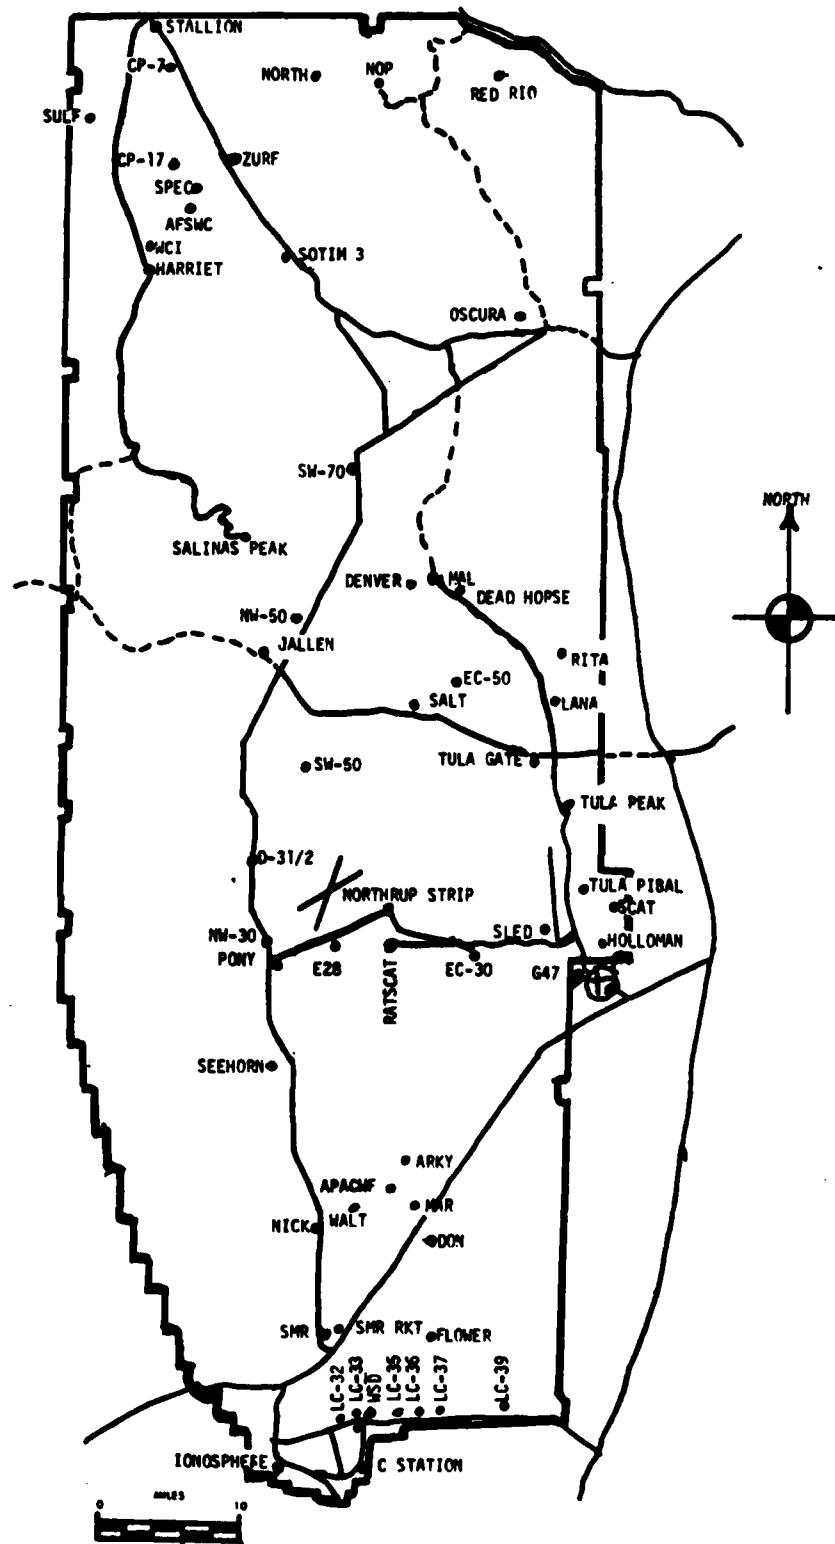 STALLION
CP-7
NORTH
NOP
RED RIO
SULF
CP-17
ZURF
SPEC
AFSWC
WCI
HARRIET
SOTIM 3
OSCURA
SW-70
NORTH
SALINAS PEAK
DENVER
MAL
DEAD HOPSE
NW-50
JALLEN
RITA
EC-50
SALT
LANA
TULA GATE
SW-50
TULA PEAK
O-31/2
NORTHRUP STRIP
TULA PIBAL
SCAT
NW-30
SLED
HOLLOMAN
PONY
E28
RATSCAT
EC-30
G47
SEEHORN
ARKY
APACHF
MAR
WALT
NICK
DON
SMR
SMR RKT
FLOWER
LC-32
LC-33
WSD
LC-35
LC-36
LC-37
LC-39
IONOSPHEPE
C STATION
MILES
0 10